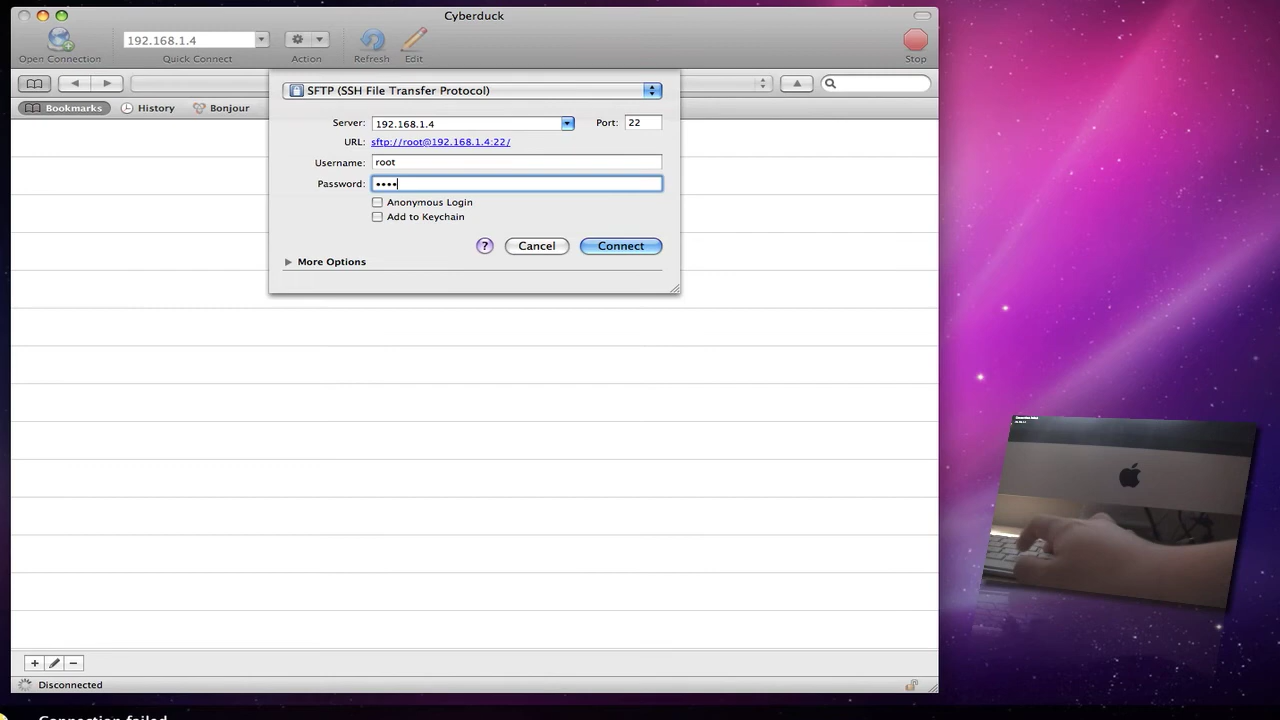 Cyberduck
192.168.1.4
Open Connection
Quick Connect
Action
Refresh
Edit
Stop
SFTP (SSH File Transfer Protocol)
Bookmarks
History
Bonjour
Server:
192.168.1.4
Port:
22
URL:
sftp://root@192.168.1.4:22/
Username:
root
Password:
••••
Anonymous Login
Add to Keychain
?
Cancel
Connect
More Options
Disconnected
Connection failed